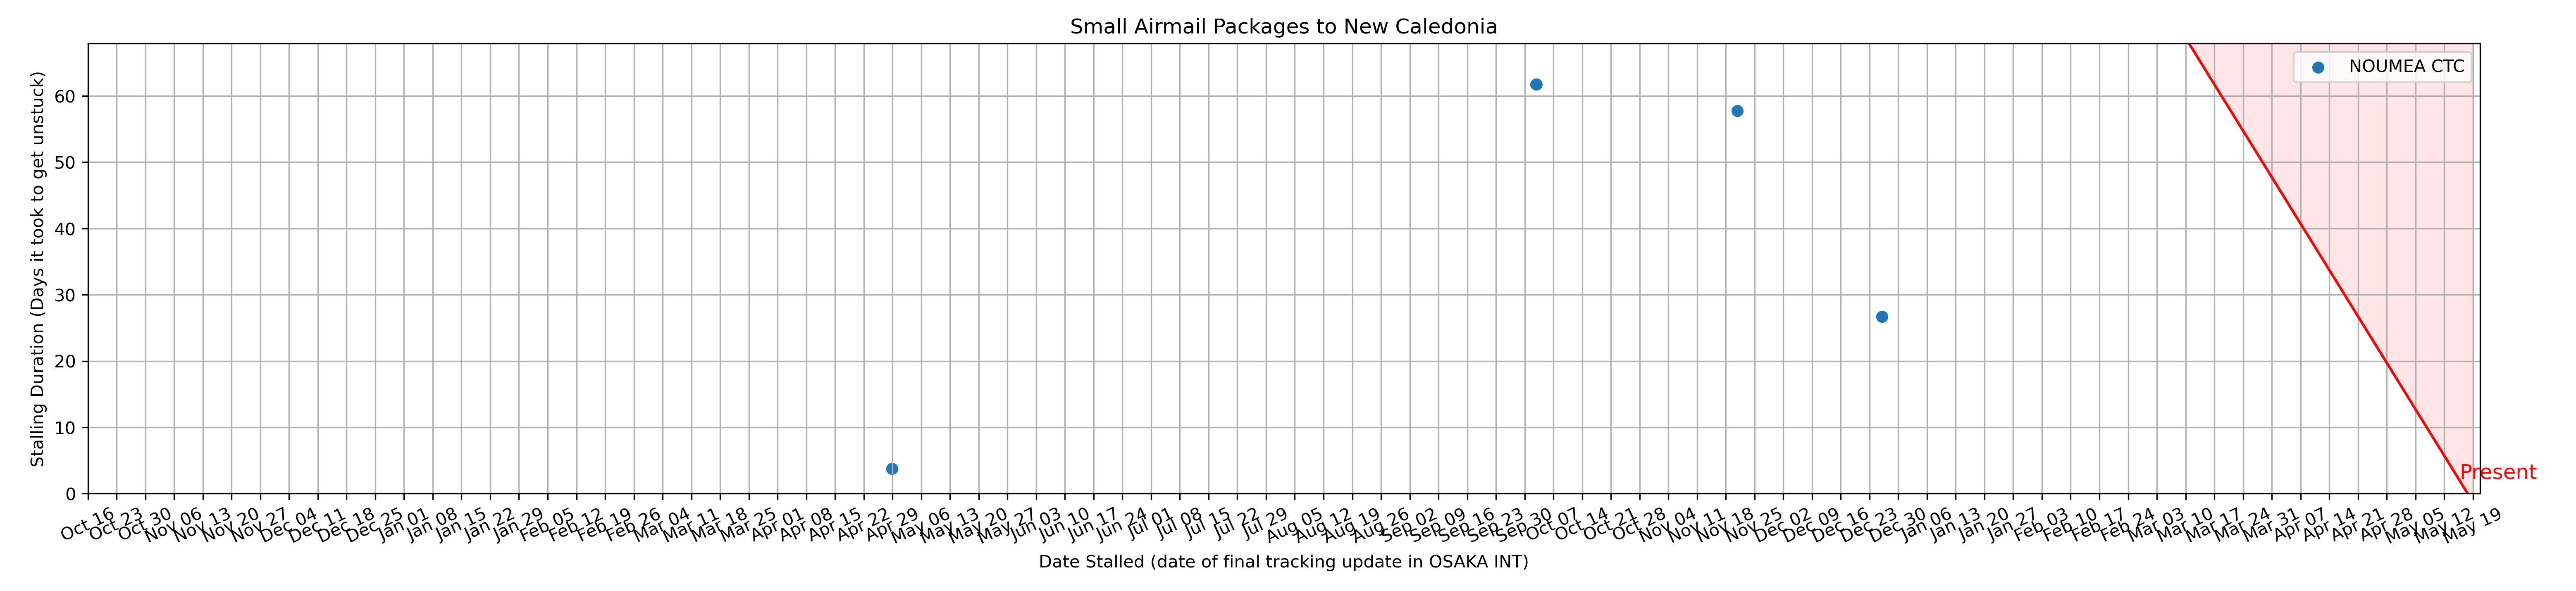 Small Airmail Packages to New Caledonia
NOUMEA CTC
Stalling Duration (Days it took to get unstuck)
60
50
40
30
20
10
0
Present
Oct 16
Oct 23
Oct 30
Nov 06
Nov 13
Nov 20
Nov 27
Dec 04
Dec 11
Dec 18
Dec 25
Jan 01
Jan 08
Jan 15
Jan 22
Jan 29
Feb 05
Feb 12
Feb 19
Feb 26
Mar 04
Mar 11
Mar 18
Mar 25
Apr 01
Apr 08
Apr 15
Apr 22
Apr 29
May 06
May 13
May 20
May 27
Jun 03
Jun 10
Jun 17
Jun 24
Jul 01
Jul 08
Jul 15
Jul 22
Jul 29
Aug 05
Aug 12
Aug 19
Aug 26
Sep 02
Sep 09
Sep 16
Sep 23
Sep 30
Oct 07
Oct 14
Oct 21
Oct 28
Nov 04
Nov 11
Nov 18
Nov 25
Dec 02
Dec 09
Dec 16
Dec 23
Dec 30
Jan 06
Jan 13
Jan 20
Jan 27
Feb 03
Feb 10
Feb 17
Feb 24
Mar 03
Mar 10
Mar 17
Mar 24
Mar 31
Apr 07
Apr 14
Apr 21
Apr 28
May 05
May 12
May 19
Date Stalled (date of final tracking update in OSAKA INT)